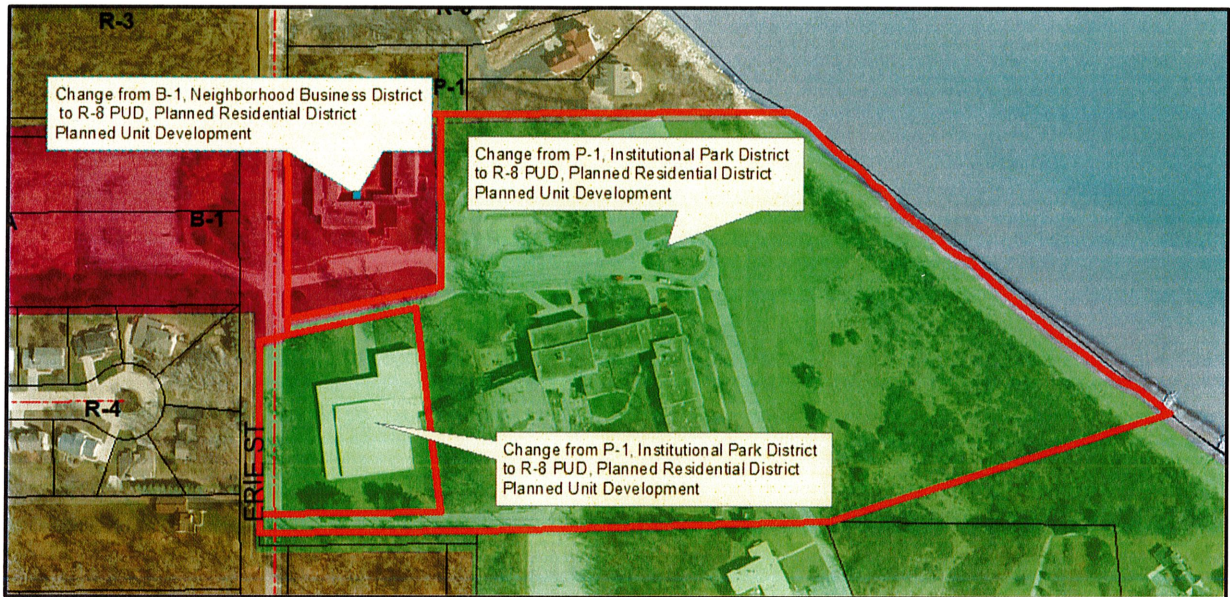 R-3
R-3
P-1
Change from B-1, Neighborhood Business District
to R-8 PUD, Planned Residential District
Planned Unit Development
Change from P-1, Institutional Park District
to R-8 PUD, Planned Residential District
Planned Unit Development
B-1
R-4
ERIE ST
Change from P-1, Institutional Park District
to R-8 PUD, Planned Residential District
Planned Unit Development